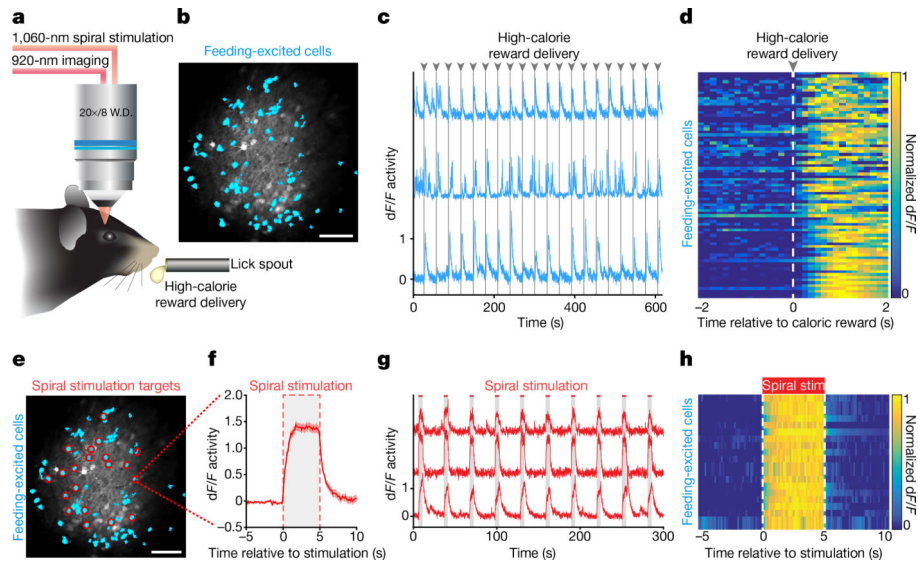 a
1,060-nm spiral stimulation
920-nm imaging
20×/8 W.D.
Lick spout
High-calorie
reward delivery
b
Feeding-excited cells
c
High-calorie
reward delivery
dF/F activity
1
0
0 100 200 300 400 500 600
Time (s)
d
High-calorie
reward delivery
Feeding-excited cells
1
Normalized dF/F
0
−2 0 2
Time relative to caloric reward (s)
e
Spiral stimulation targets
Feeding-excited cells
f
Spiral stimulation
2.0
1.5
1.0
0.5
0
−0.5
dF/F activity
−5 0 5 10
Time relative to stimulation (s)
g
Spiral stimulation
dF/F activity
1
0
0 100 200 300
Time (s)
h
Spiral stim
Feeding-excited cells
1
Normalized dF/F
0
−5 0 5 10
Time relative to stimulation (s)